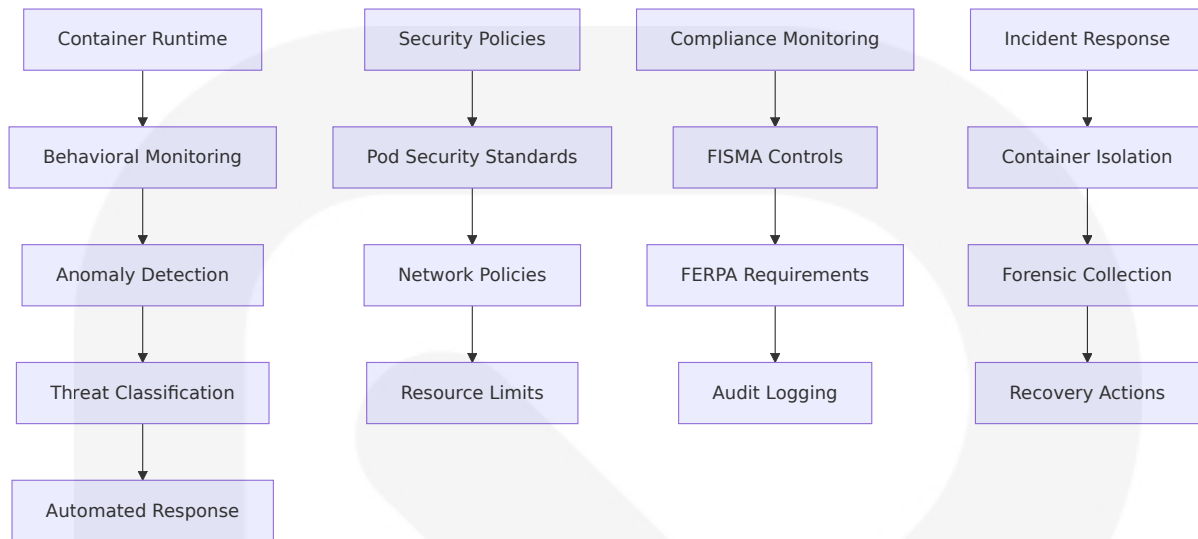 Container Runtime
Security Policies
Compliance Monitoring
Incident Response
Behavioral Monitoring
Pod Security Standards
FISMA Controls
Container Isolation
Anomaly Detection
Network Policies
FERPA Requirements
Forensic Collection
Threat Classification
Resource Limits
Audit Logging
Recovery Actions
Automated Response